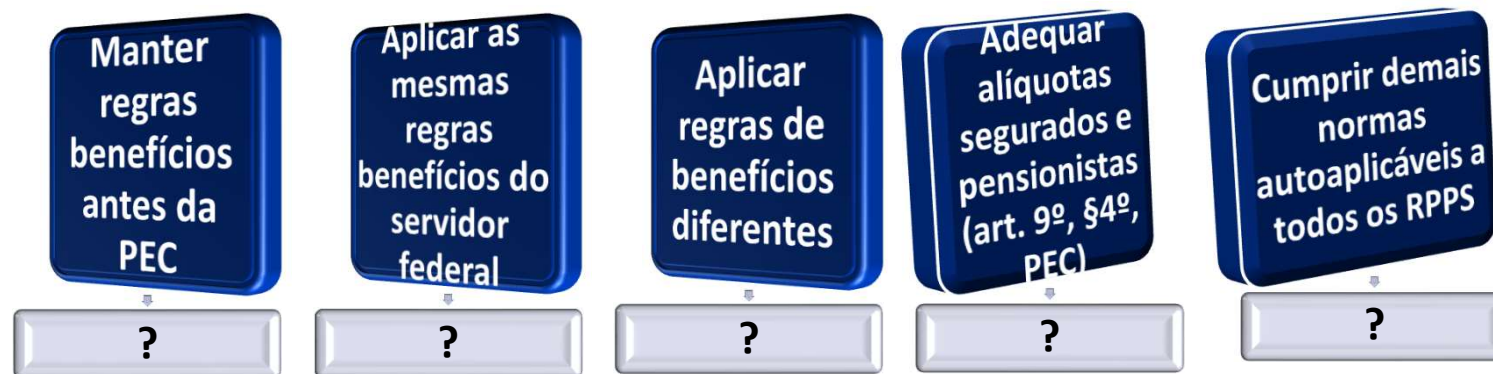 Manter
regras
benefícios
antes da
PEC
?
Aplicar as
mesmas
regras
benefícios do
servidor
federal
?
Aplicar
regras de
benefícios
diferentes
?
Adequar
alíquotas
segurados e
pensionistas
(art. 9º, §4º,
PEC)
?
Cumprir demais
normas
autoaplicáveis a
todos os RPPS
?